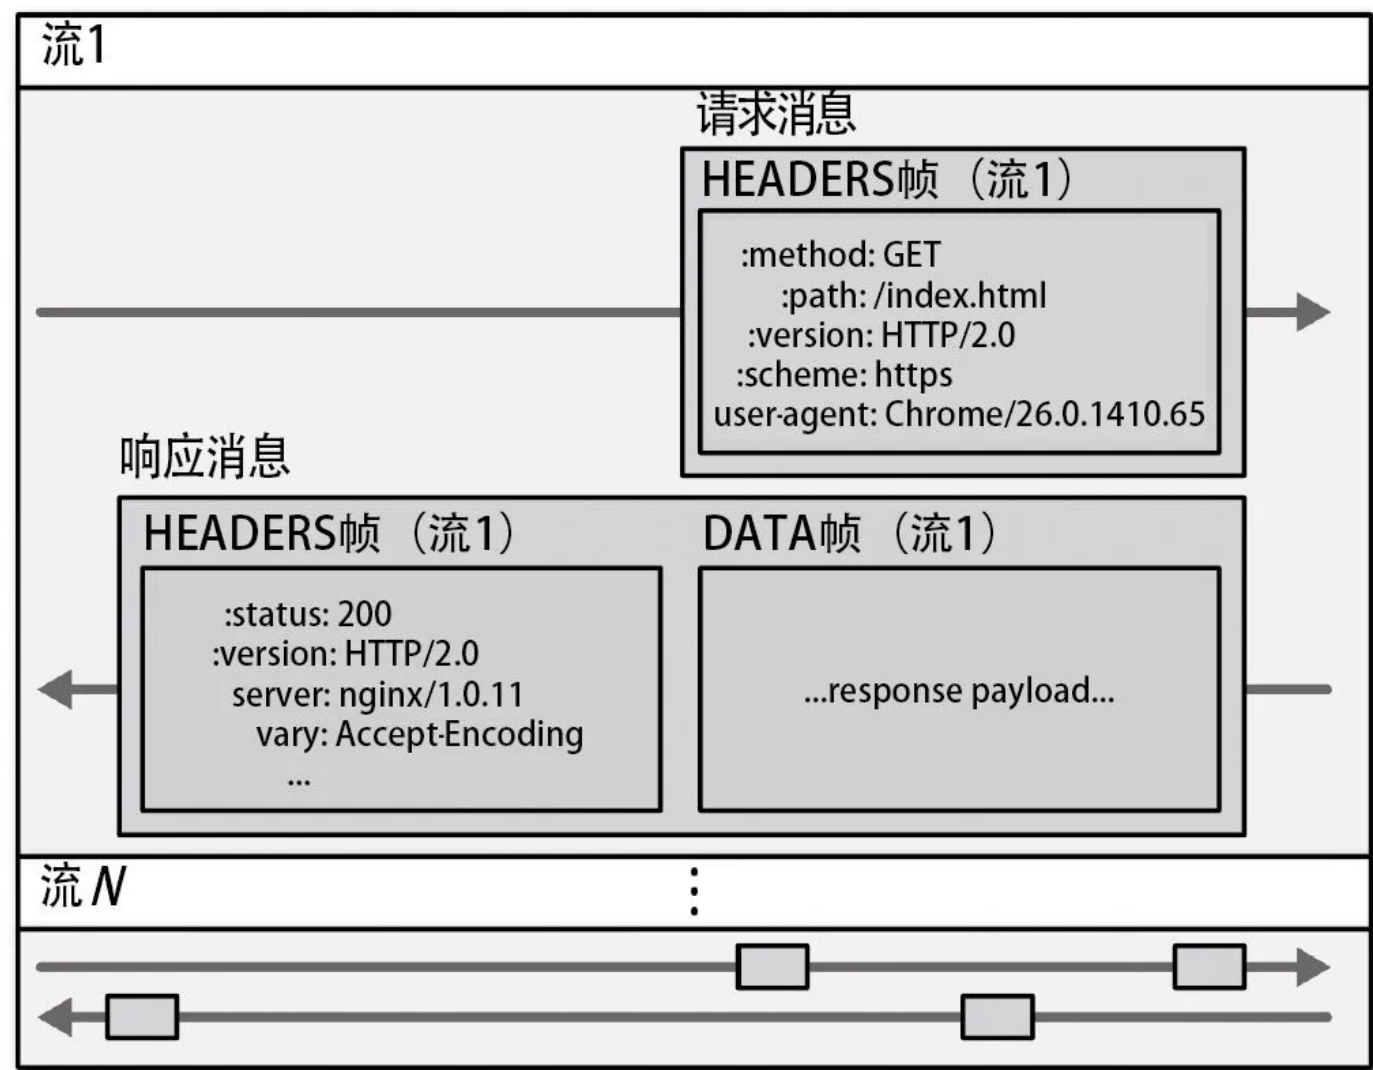 流1
请求消息
HEADERS帧（流1）
:method: GET
:path: /index.html
:version: HTTP/2.0
:scheme: https
user-agent: Chrome/26.0.1410.65
响应消息
HEADERS帧（流1）
:status: 200
:version: HTTP/2.0
server: nginx/1.0.11
vary: Accept-Encoding
...
DATA帧（流1）
...response payload...
流N